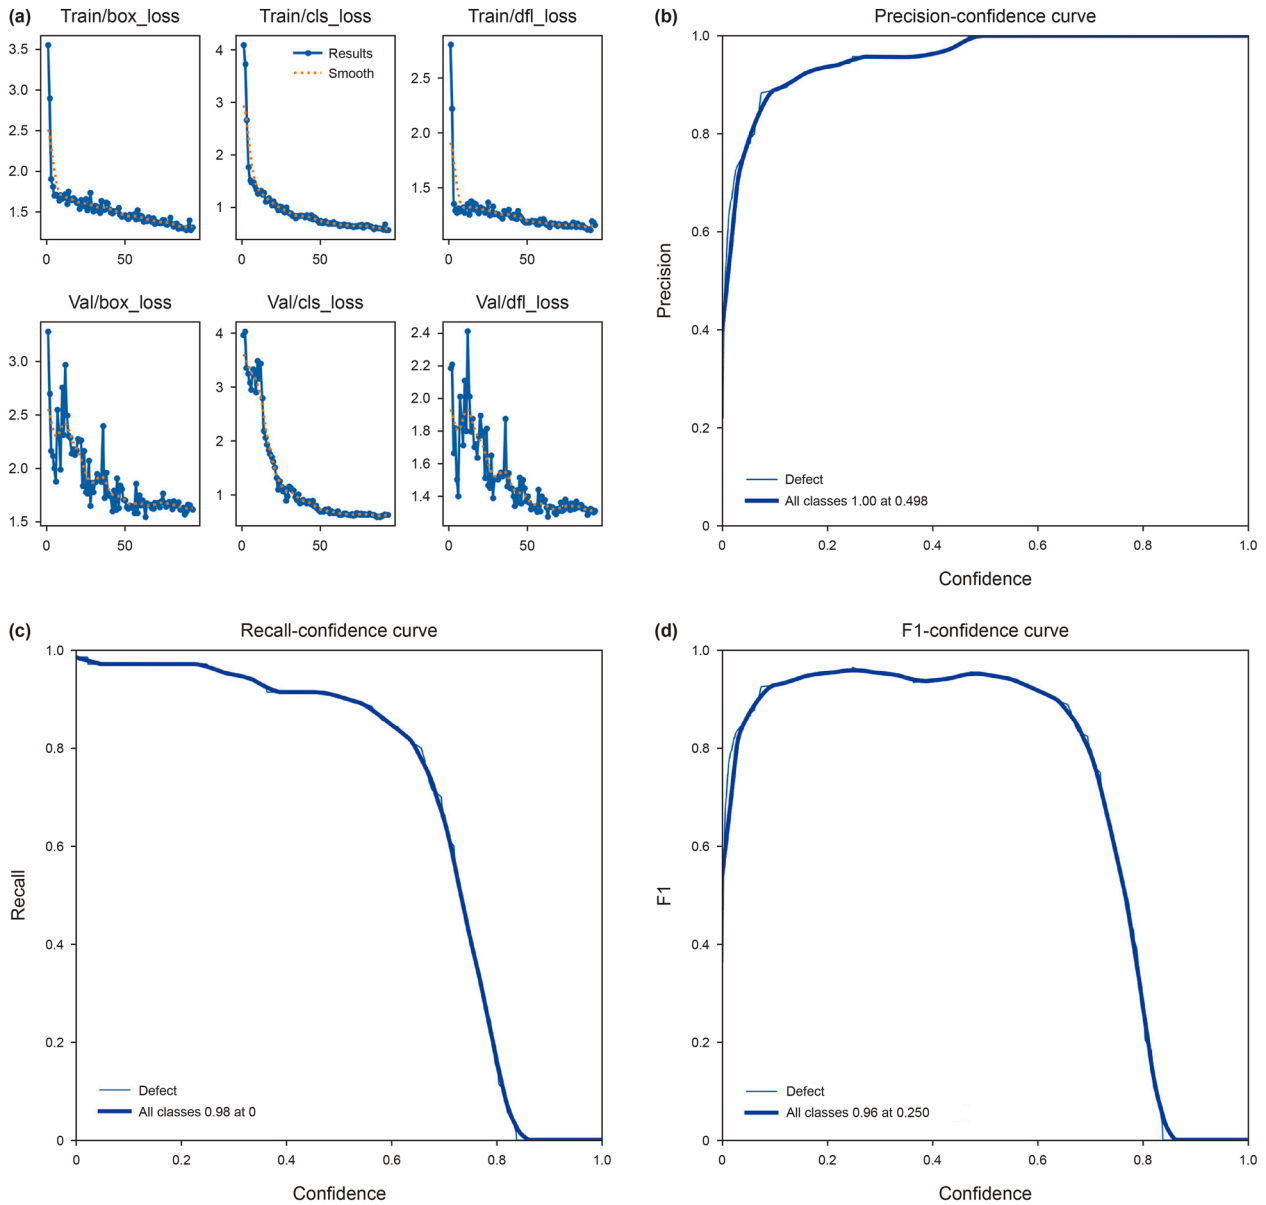 (a)
Train/box_loss
Train/cls_loss
Train/dfl_loss
3.5
3.0
2.5
2.0
1.5
0
50
4
3
2
1
0
50
Results
Smooth
2.5
2.0
1.5
0
50
Val/box_loss
Val/cls_loss
Val/dfl_loss
3.0
2.5
2.0
1.5
0
50
4
3
2
1
0
50
2.4
2.2
2.0
1.8
1.6
1.4
0
50
(b)
Precision-confidence curve
Precision
1.0
0.8
0.6
0.4
0.2
0
Defect
All classes 1.00 at 0.498
0
0.2
0.4
0.6
0.8
1.0
Confidence
(c)
Recall-confidence curve
Recall
1.0
0.8
0.6
0.4
0.2
0
Defect
All classes 0.98 at 0
0
0.2
0.4
0.6
0.8
1.0
Confidence
(d)
F1-confidence curve
F1
1.0
0.8
0.6
0.4
0.2
0
Defect
All classes 0.96 at 0.250
0
0.2
0.4
0.6
0.8
1.0
Confidence